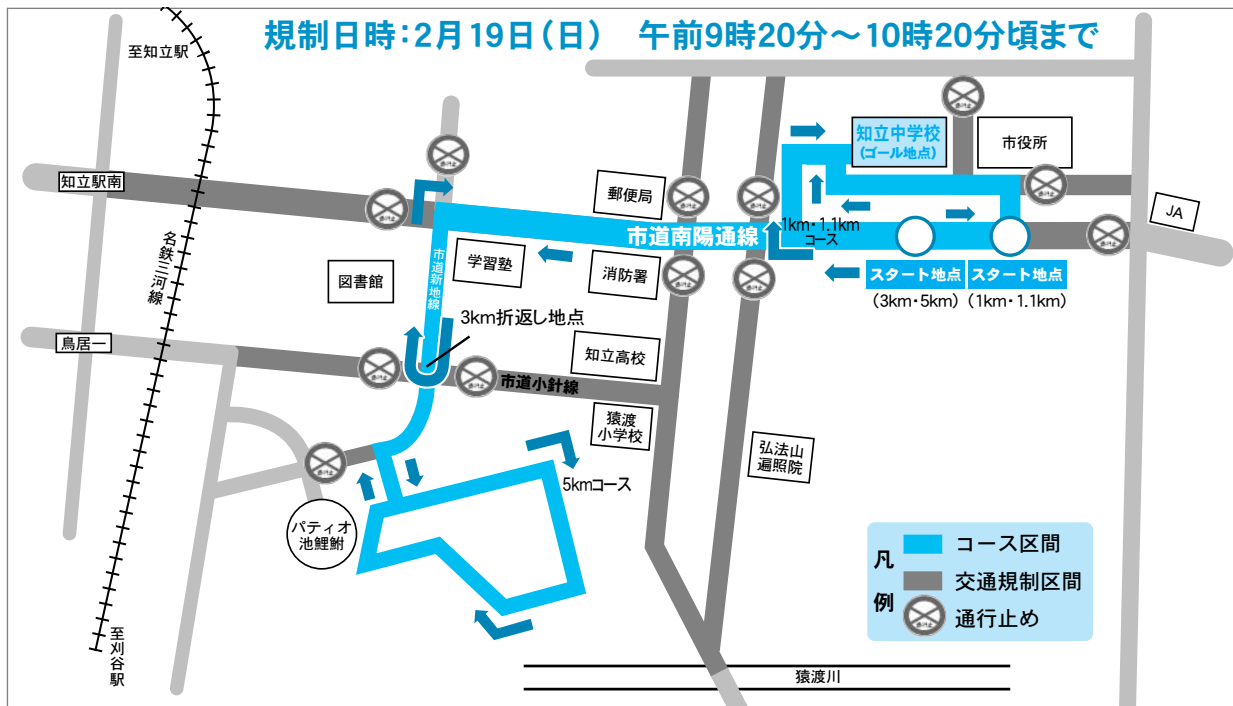 規制日時:2月19日(日) 午前9時20分~10時20分頃まで
至知立駅
知立中学校
(ゴール地点)
市役所
知立駅南
郵便局
JA
市道南陽通線
1km・1.1km
コース
名鉄三河線
図書館
市道新地線
学習塾
消防署
スタート地点
スタート地点
(3km・5km)
(1km・1.1km)
3km折返し地点
鳥居一
知立高校
市道小針線
猿渡
小学校
弘法山
遍照院
5kmコース
パティオ
池鯉鮒
凡例
コース区間
交通規制区間
通行止め
至刈谷駅
猿渡川